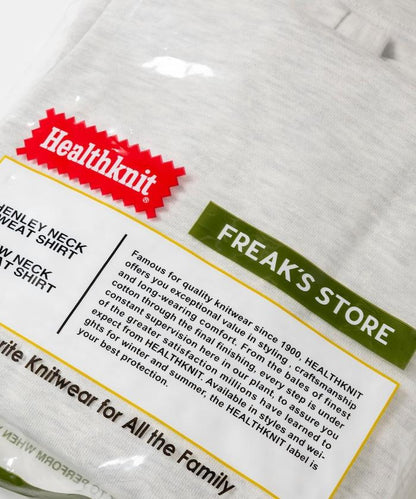 Healthknit®
FREAK'S STORE
HENLEY NECK
SWEAT SHIRT
NECK
SHIRT
Famous for quality knitwear since 1900, HEALTHKNIT
offers you exceptional value in styling , craftsmanship
and long-wearing comfort. From the bayles of finest
cotton through the final finishing, every step is under
constant supervision here in our plant, to assure you
of the greater satisfaction millions have learned to
expect from HEALTHKNIT. Available in styles and wei-
ghts for winter and summer, the HEALTHKNIT label is
your best protection.
Knitwear for All the Family
TO PERFORM WHEN